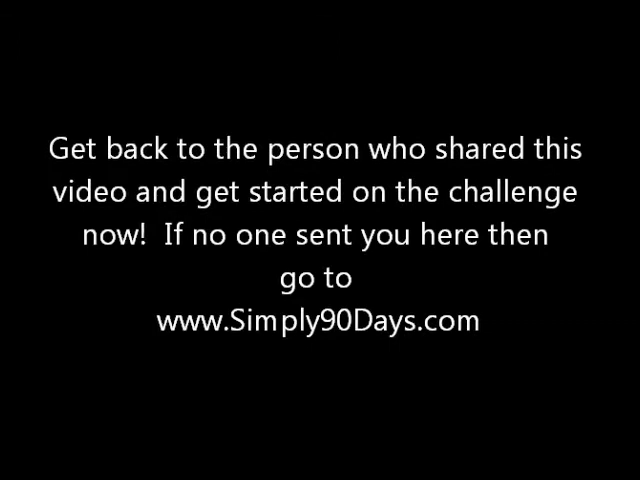 Get back to the person who shared this
video and get started on the challenge
now!  If no one sent you here then
go to
www.Simply90Days.com